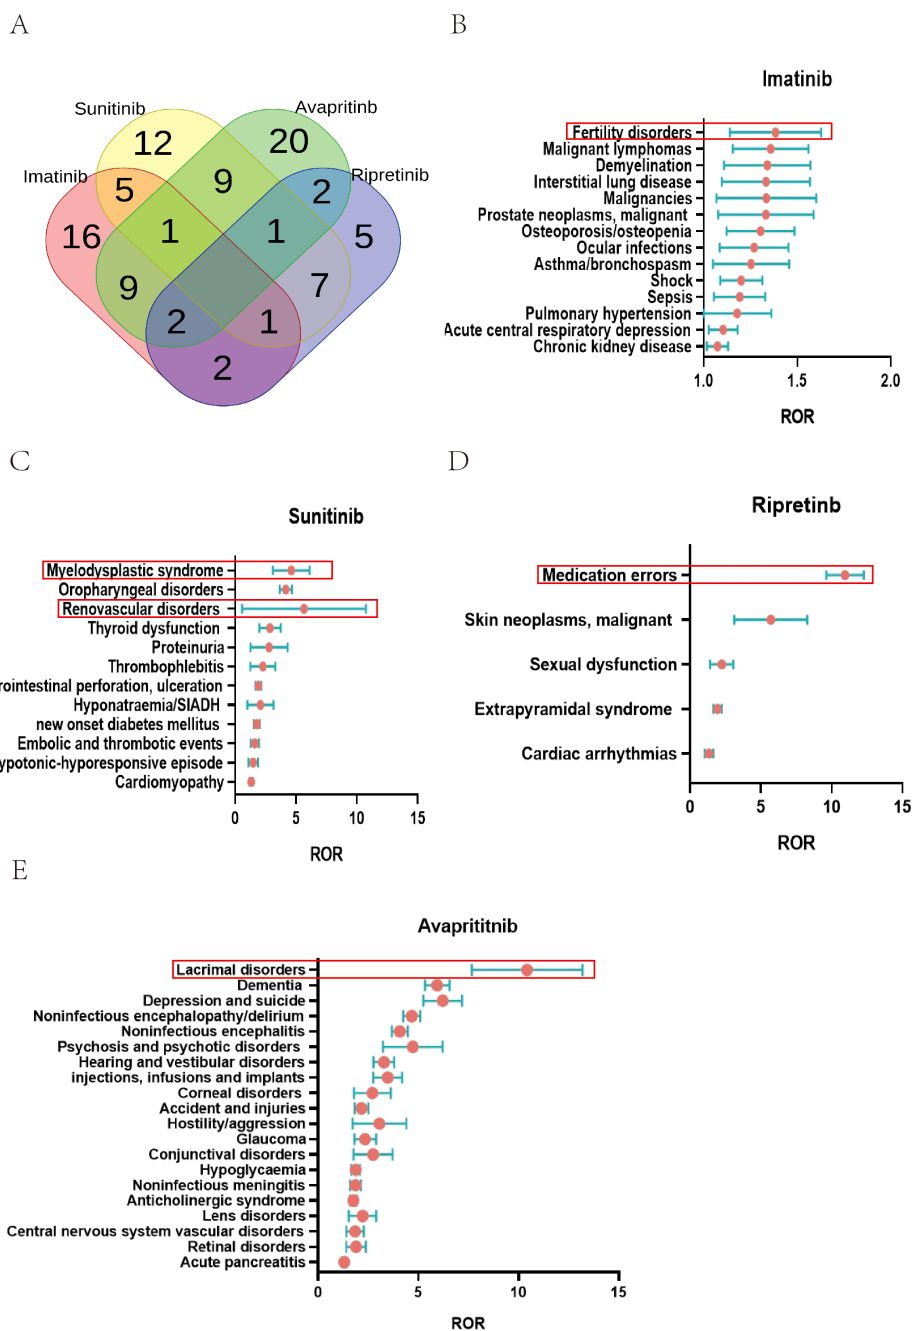 A
B
Sunitinib
Avapritinb
Imatinib
Ripretinib
12
20
5
9
2
16
1
1
5
9
7
2
1
2
Imatinib
Fertility disorders
Malignant lymphomas
Demyelination
Interstitial lung disease
Malignancies
Prostate neoplasms, malignant
Osteoporosis/osteopenia
Ocular infections
Asthma/bronchospasm
Shock
Sepsis
Pulmonary hypertension
Acute central respiratory depression
Chronic kidney disease
1.0 1.5 2.0
ROR
C
Sunitinib
Myelodysplastic syndrome
Oropharyngeal disorders
Renovascular disorders
Thyroid dysfunction
Proteinuria
Thrombophlebitis
rointestinal perforation, ulceration
Hyponatraemia/SIADH
new onset diabetes mellitus
Embolic and thrombotic events
ypotonic-hyporesponsive episode
Cardiomyopathy
0 5 10 15
ROR
D
Ripretinb
Medication errors
Skin neoplasms, malignant
Sexual dysfunction
Extrapyramidal syndrome
Cardiac arrhythmias
0 5 10 15
ROR
E
Avaprititnib
Lacrimal disorders
Dementia
Depression and suicide
Noninfectious encephalopathy/delirium
Noninfectious encephalitis
Psychosis and psychotic disorders
Hearing and vestibular disorders
injections, infusions and implants
Corneal disorders
Accident and injuries
Hostility/aggression
Glaucoma
Conjunctival disorders
Hypoglycaemia
Noninfectious meningitis
Anticholinergic syndrome
Lens disorders
Central nervous system vascular disorders
Retinal disorders
Acute pancreatitis
0 5 10 15
ROR